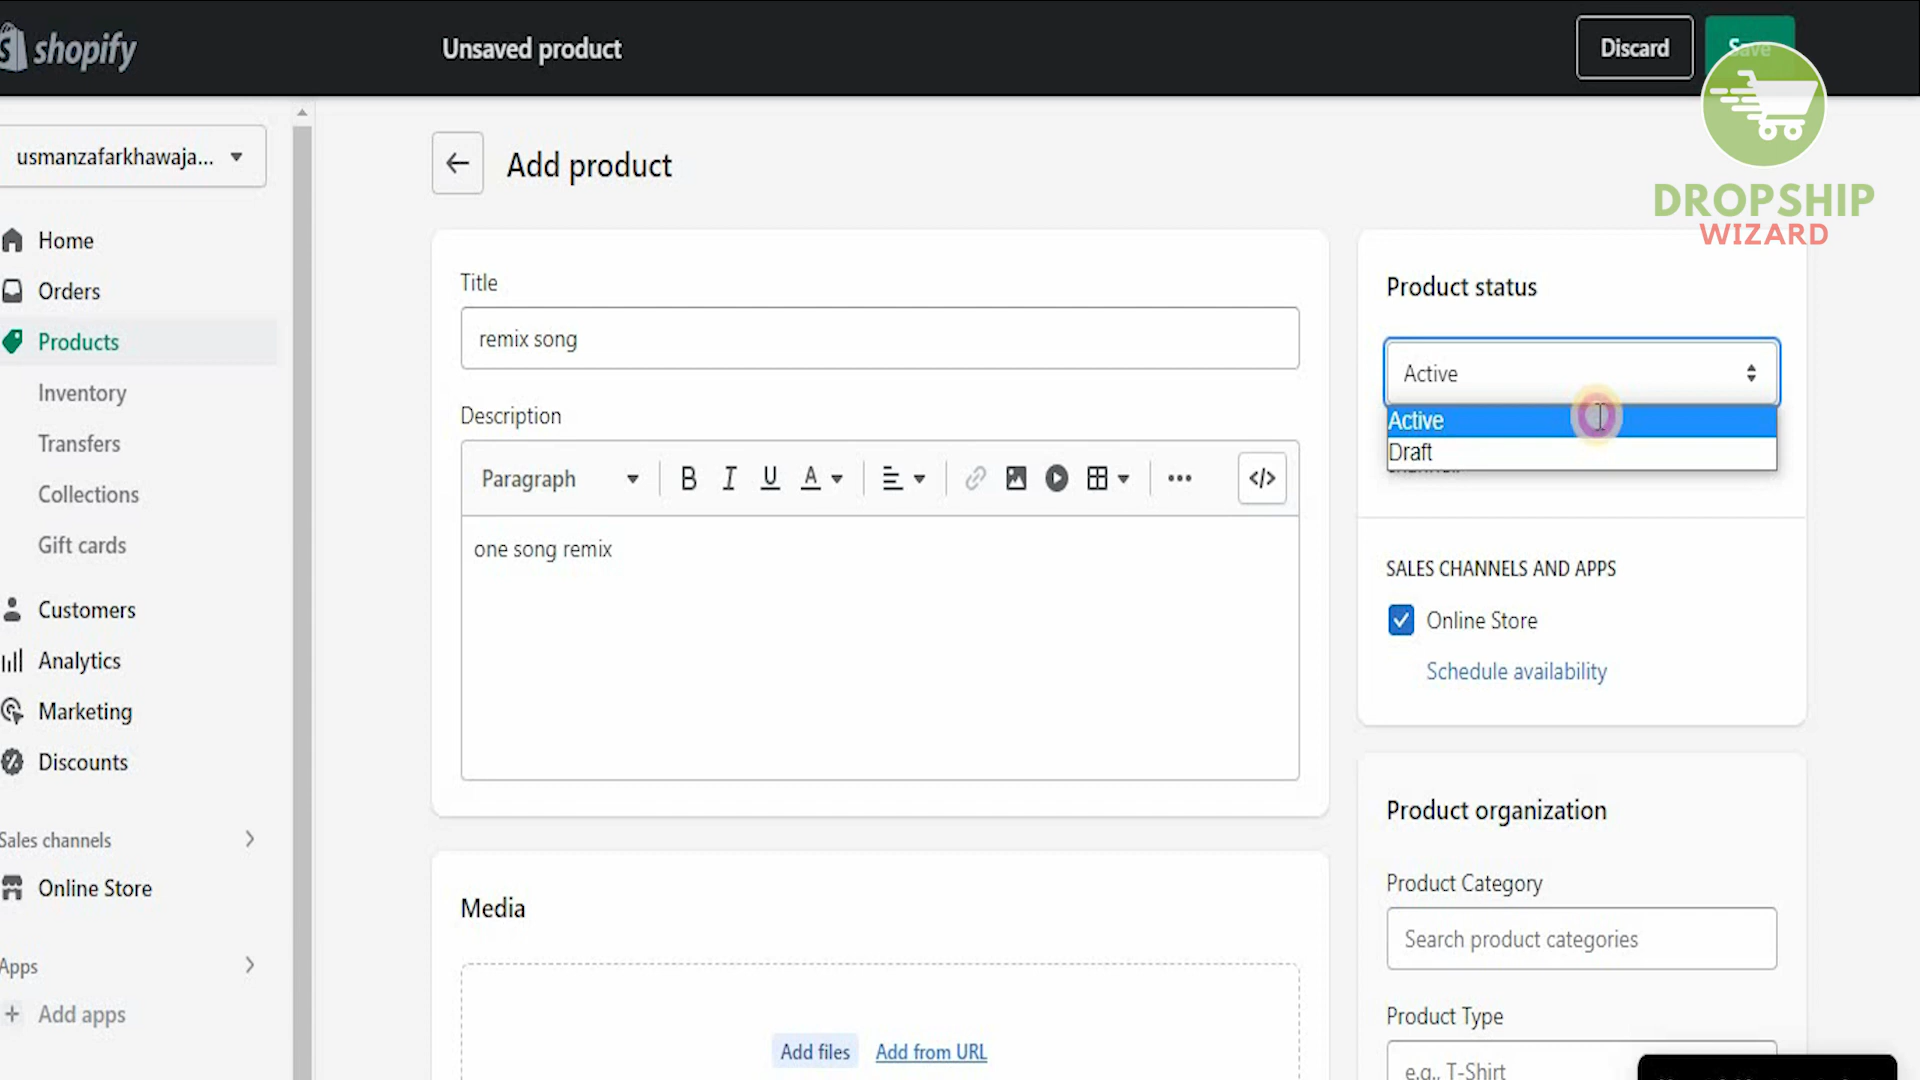 shopify
Unsaved product
Discard
Save
DROPSHIP
WIZARD
usmanzafarkhawaja...
Home
Orders
Products
Inventory
Transfers
Collections
Gift cards
Customers
Analytics
Marketing
Discounts
Sales channels
Online Store
Apps
Add apps
Add product
Title
remix song
Description
Paragraph
B I U A
</>
one song remix
Media
Add files Add from URL
Product status
Active
Active
Draft
SALES CHANNELS AND APPS
Online Store
Schedule availability
Product organization
Product Category
Search product categories
Product Type
e.g., T-Shirt